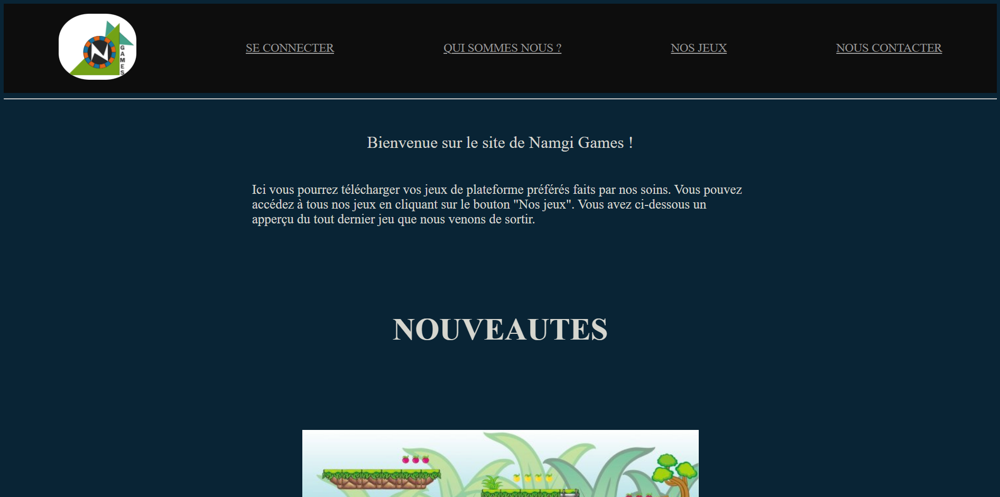 N
GAMES
SE CONNECTER
QUI SOMMES NOUS ?
NOS JEUX
NOUS CONTACTER
Bienvenue sur le site de Namgi Games !
Ici vous pourrez télécharger vos jeux de plateforme préférés faits par nos soins. Vous pouvez
accédez à tous nos jeux en cliquant sur le bouton "Nos jeux". Vous avez ci-dessous un
apperçu du tout dernier jeu que nous venons de sortir.
NOUVEAUTES